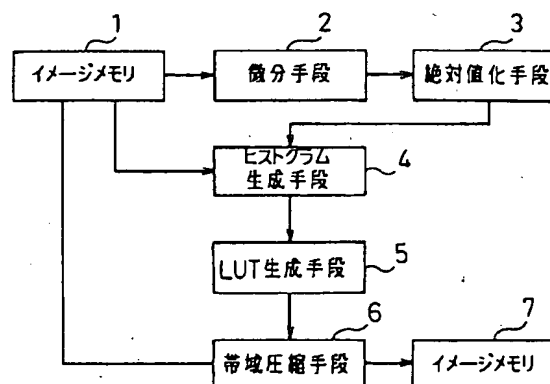 1
2
3
イメージメモリ
微分手段
絶対値化手段
ヒストグラム
生成手段
4
LUT生成手段
5
6
7
帯域圧縮手段
イメージメモリ